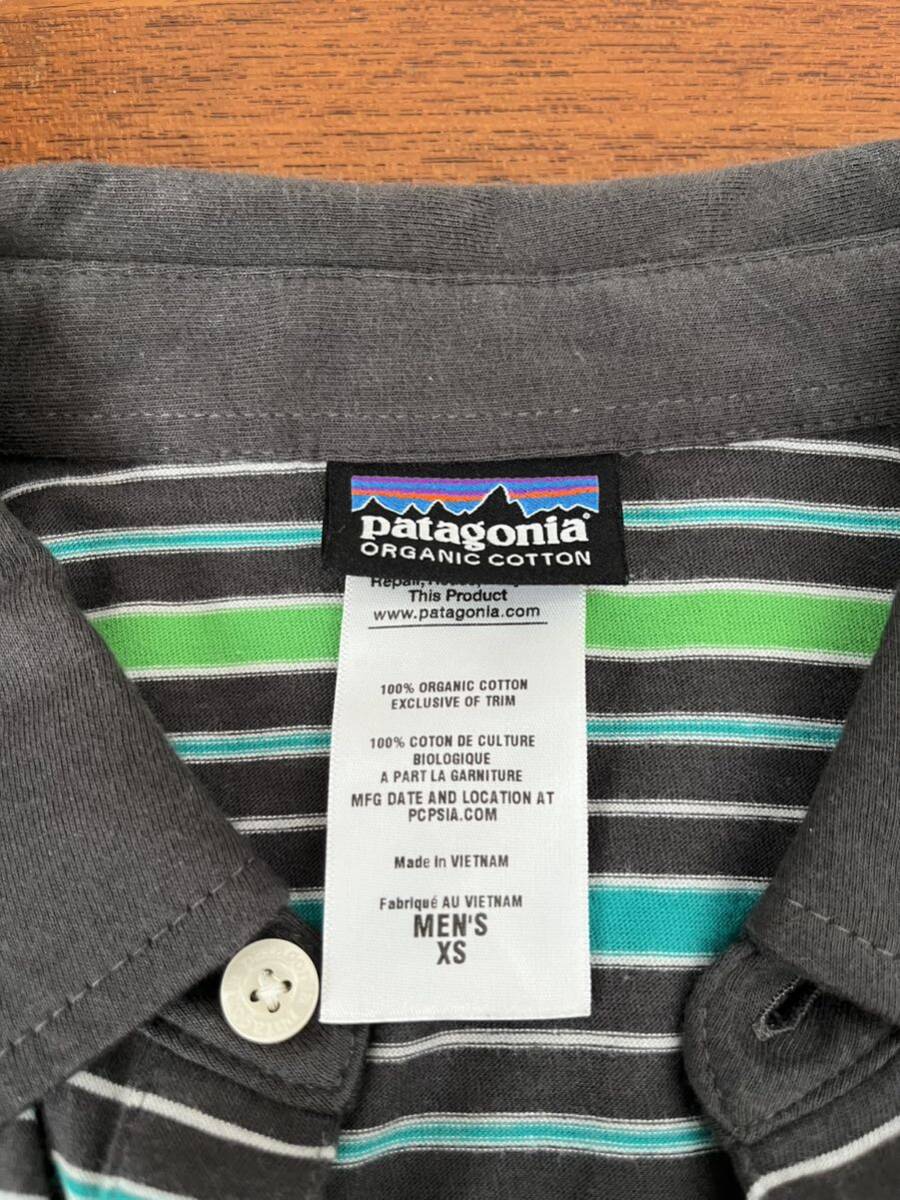 patagonia
ORGANIC COTTON
This Product
www.patagonia.com
100% ORGANIC COTTON
EXCLUSIVE OF TRIM
100% COTON DE CULTURE
BIOLOGIQUE
A PART LA GARNITURE
MFG DATE AND LOCATION AT
PCPSIA.COM
Made in VIETNAM
Fabriqué AU VIETNAM
MEN'S
XS